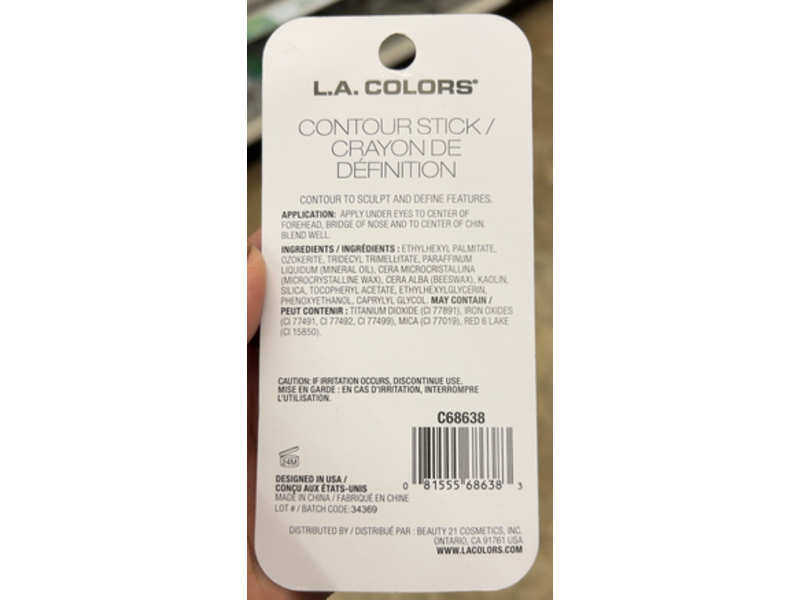 L.A. COLORS®
CONTOUR STICK /
CRAYON DE
DÉFINITION
CONTOUR TO SCULPT AND DEFINE FEATURES.
APPLICATION: APPLY UNDER EYES TO CENTER OF
FOREHEAD, BRIDGE OF NOSE AND TO CENTER OF CHIN.
BLEND WELL.
INGREDIENTS / INGRÉDIENTS : ETHYLHEXYL PALMITATE,
OZOKERITE, TRIDECYL TRIMELLITATE, PARAFFINUM
LIQUIDUM (MINERAL OIL), CERA MICROCRISTALLINA
(MICROCRYSTALLINE WAX), CERA ALBA (BEESWAX), KAOLIN,
SILICA, TOCOPHERYL ACETATE, ETHYLHEXYLGLYCERIN,
PHENOXYETHANOL, CAPRYLYL GLYCOL. MAY CONTAIN /
PEUT CONTENIR : TITANIUM DIOXIDE (CI 77891), IRON OXIDES
(CI 77491, CI 77492, CI 77499), MICA (CI 77019), RED 6 LAKE
(CI 15850).
CAUTION: IF IRRITATION OCCURS, DISCONTINUE USE.
MISE EN GARDE : EN CAS D'IRRITATION, INTERROMPRE
L'UTILISATION.
C68638
24M
0 81555 68638 3
DESIGNED IN USA /
CONÇU AUX ÉTATS-UNIS
MADE IN CHINA / FABRIQUÉ EN CHINE
LOT # / BATCH CODE: 34369
DISTRIBUTED BY / DISTRIBUÉ PAR : BEAUTY 21 COSMETICS, INC.
ONTARIO, CA 91761 USA
WWW.LACOLORS.COM